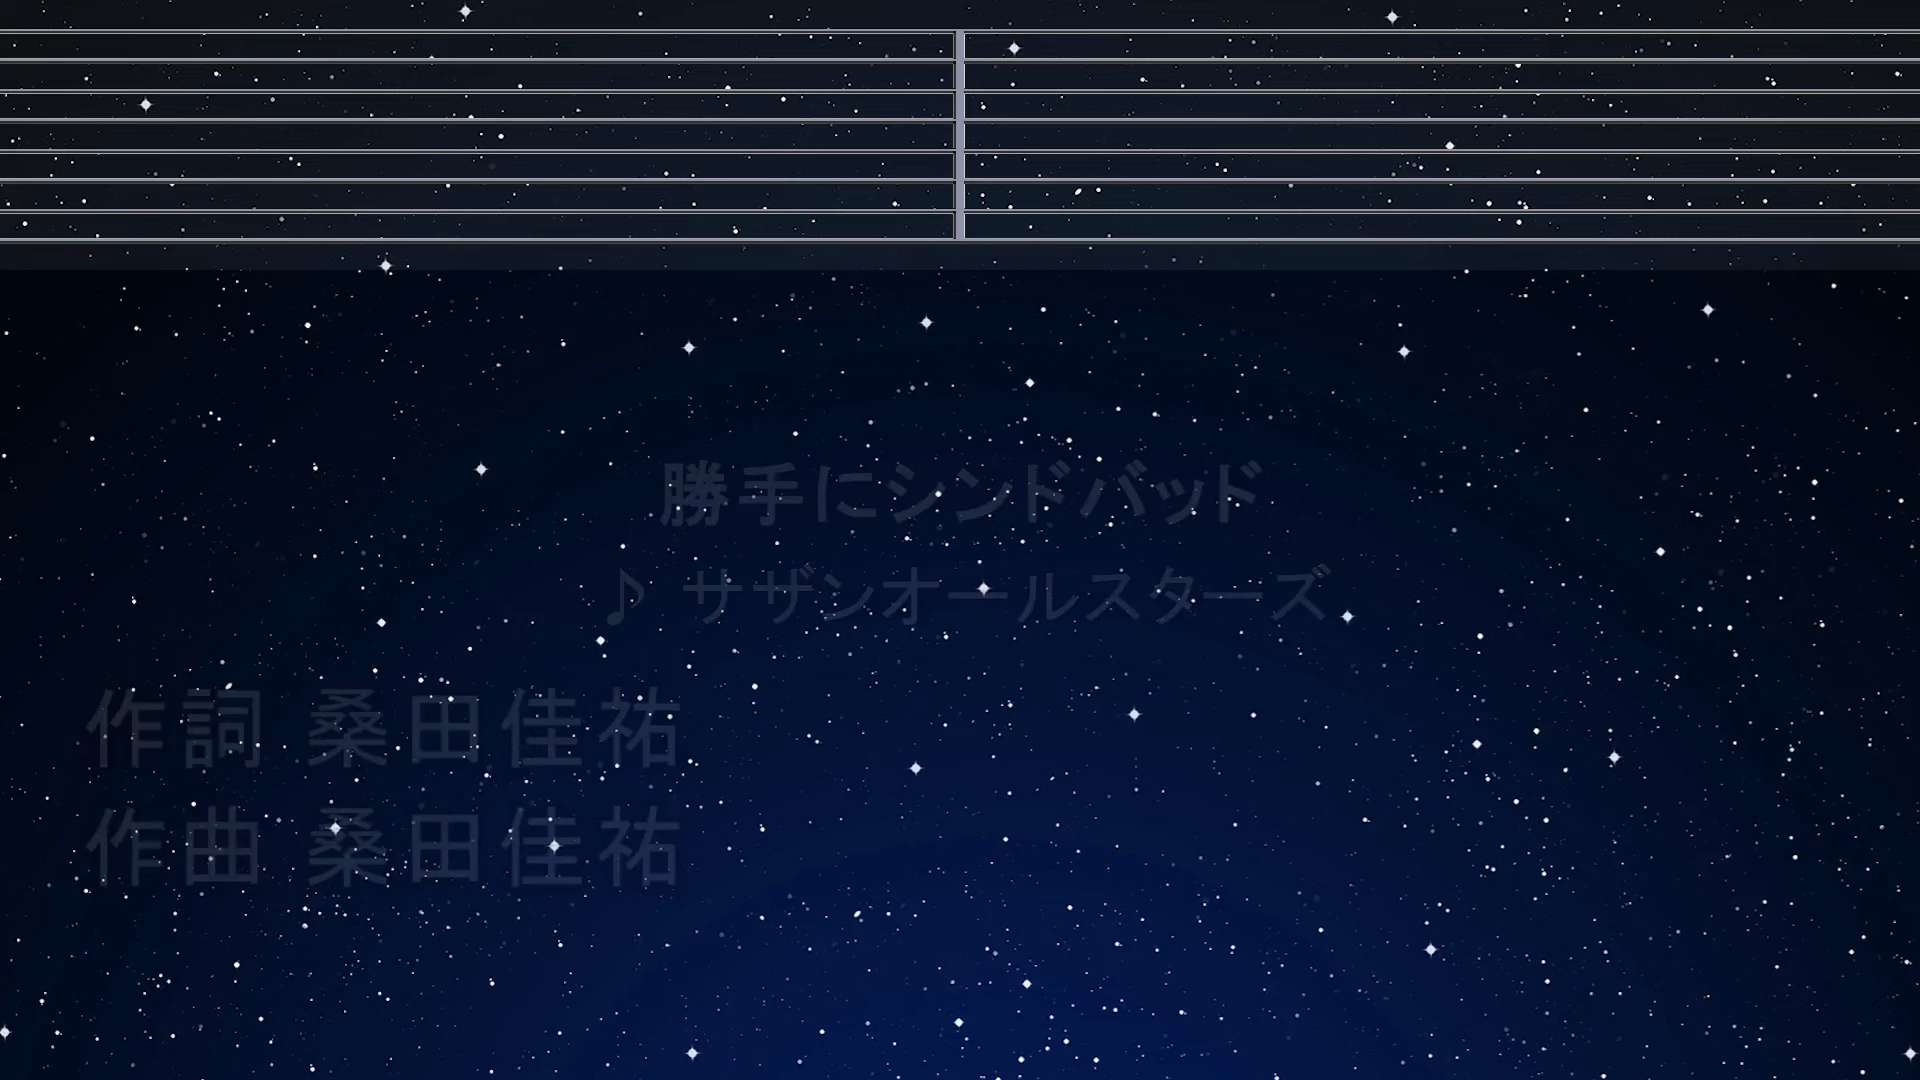 勝手にシンドバッド
♪ サザンオールスターズ
作詞 桑田佳祐
作曲 桑田佳祐